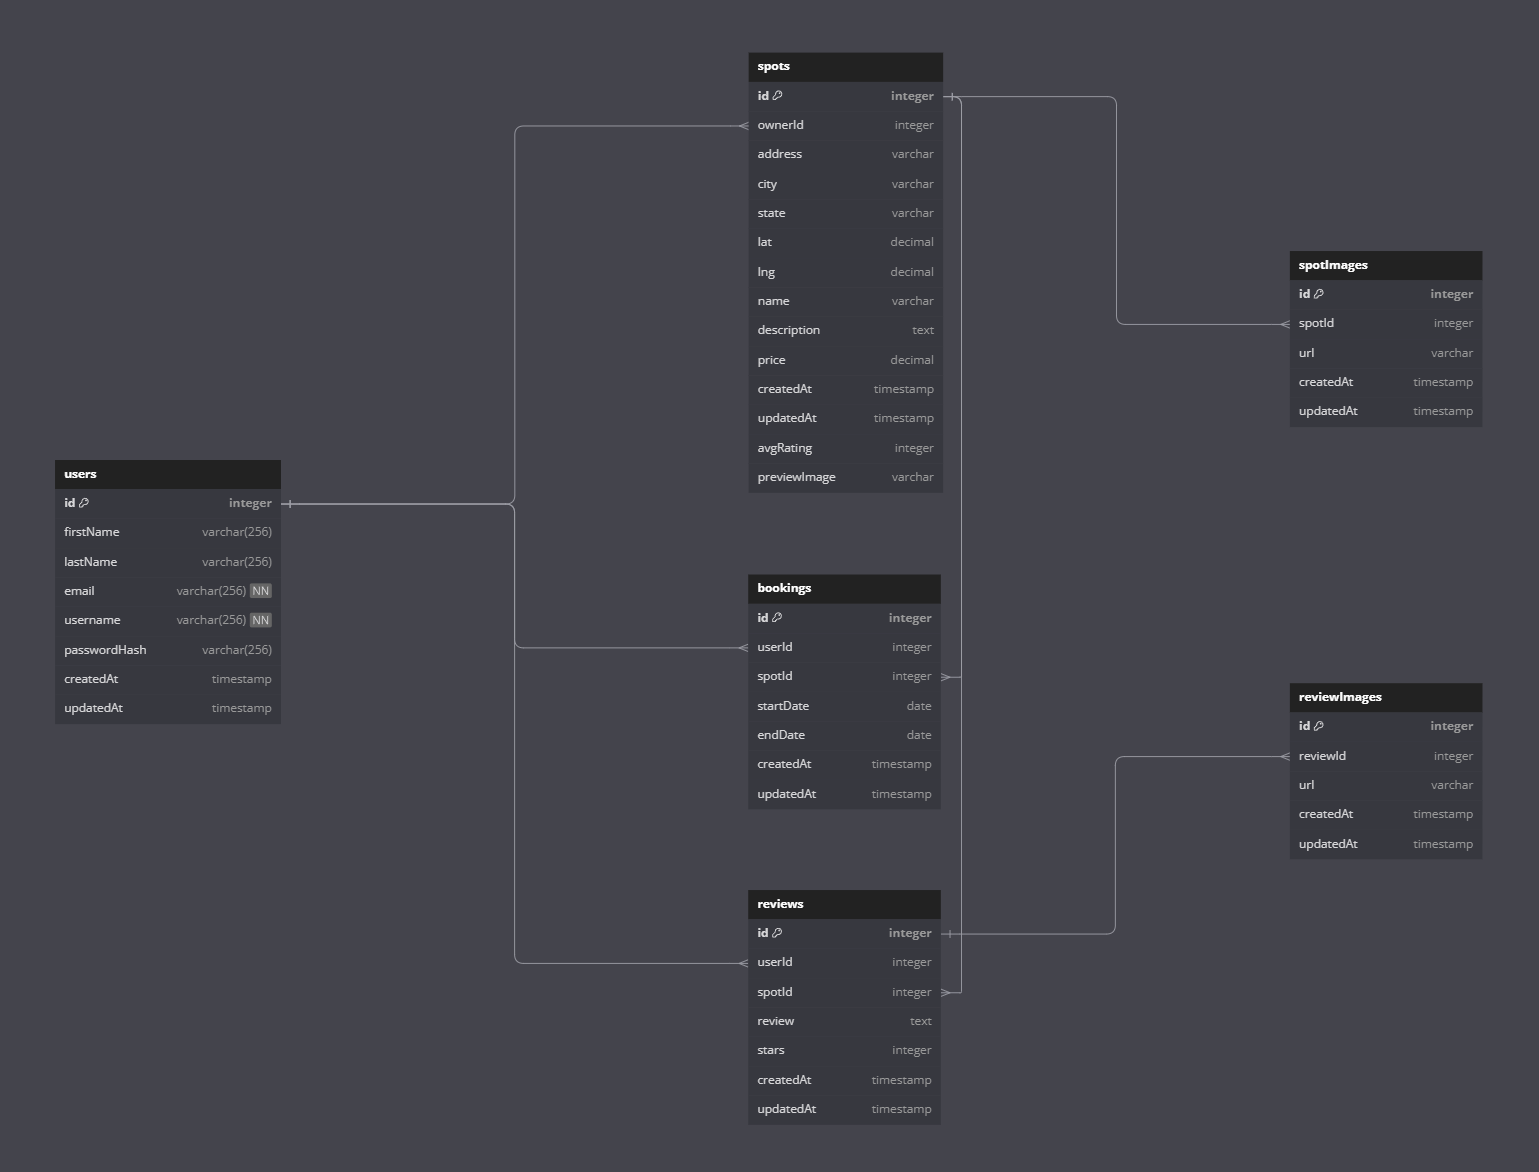 users
id integer
firstName varchar(256)
lastName varchar(256)
email varchar(256) NN
username varchar(256) NN
passwordHash varchar(256)
createdAt timestamp
updatedAt timestamp
spots
id integer
ownerId integer
address varchar
city varchar
state varchar
lat decimal
lng decimal
name varchar
description text
price decimal
createdAt timestamp
updatedAt timestamp
avgRating integer
previewImage varchar
bookings
id integer
userId integer
spotId integer
startDate date
endDate date
createdAt timestamp
updatedAt timestamp
reviews
id integer
userId integer
spotId integer
review text
stars integer
createdAt timestamp
updatedAt timestamp
spotImages
id integer
spotId integer
url varchar
createdAt timestamp
updatedAt timestamp
reviewImages
id integer
reviewId integer
url varchar
createdAt timestamp
updatedAt timestamp